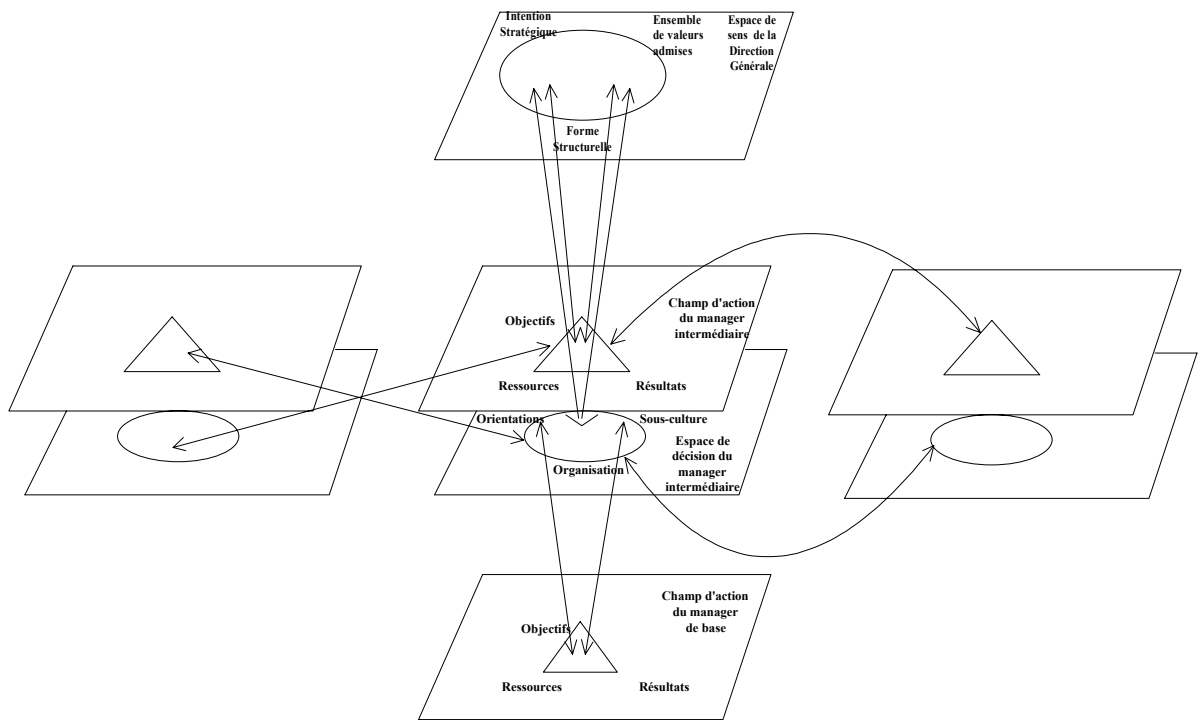 Intention
Stratégique
Ensemble
de valeurs
admises
Espace de
sens de la
Direction
Générale
Forme
Structurelle
Objectifs
Champ d'action
du manager
intermédiaire
Ressources
Résultats
Orientations
Sous-culture
Organisation
Espace de
décision du
manager
intermédiaire
Champ d'action
du manager
de base
Objectifs
Ressources
Résultats